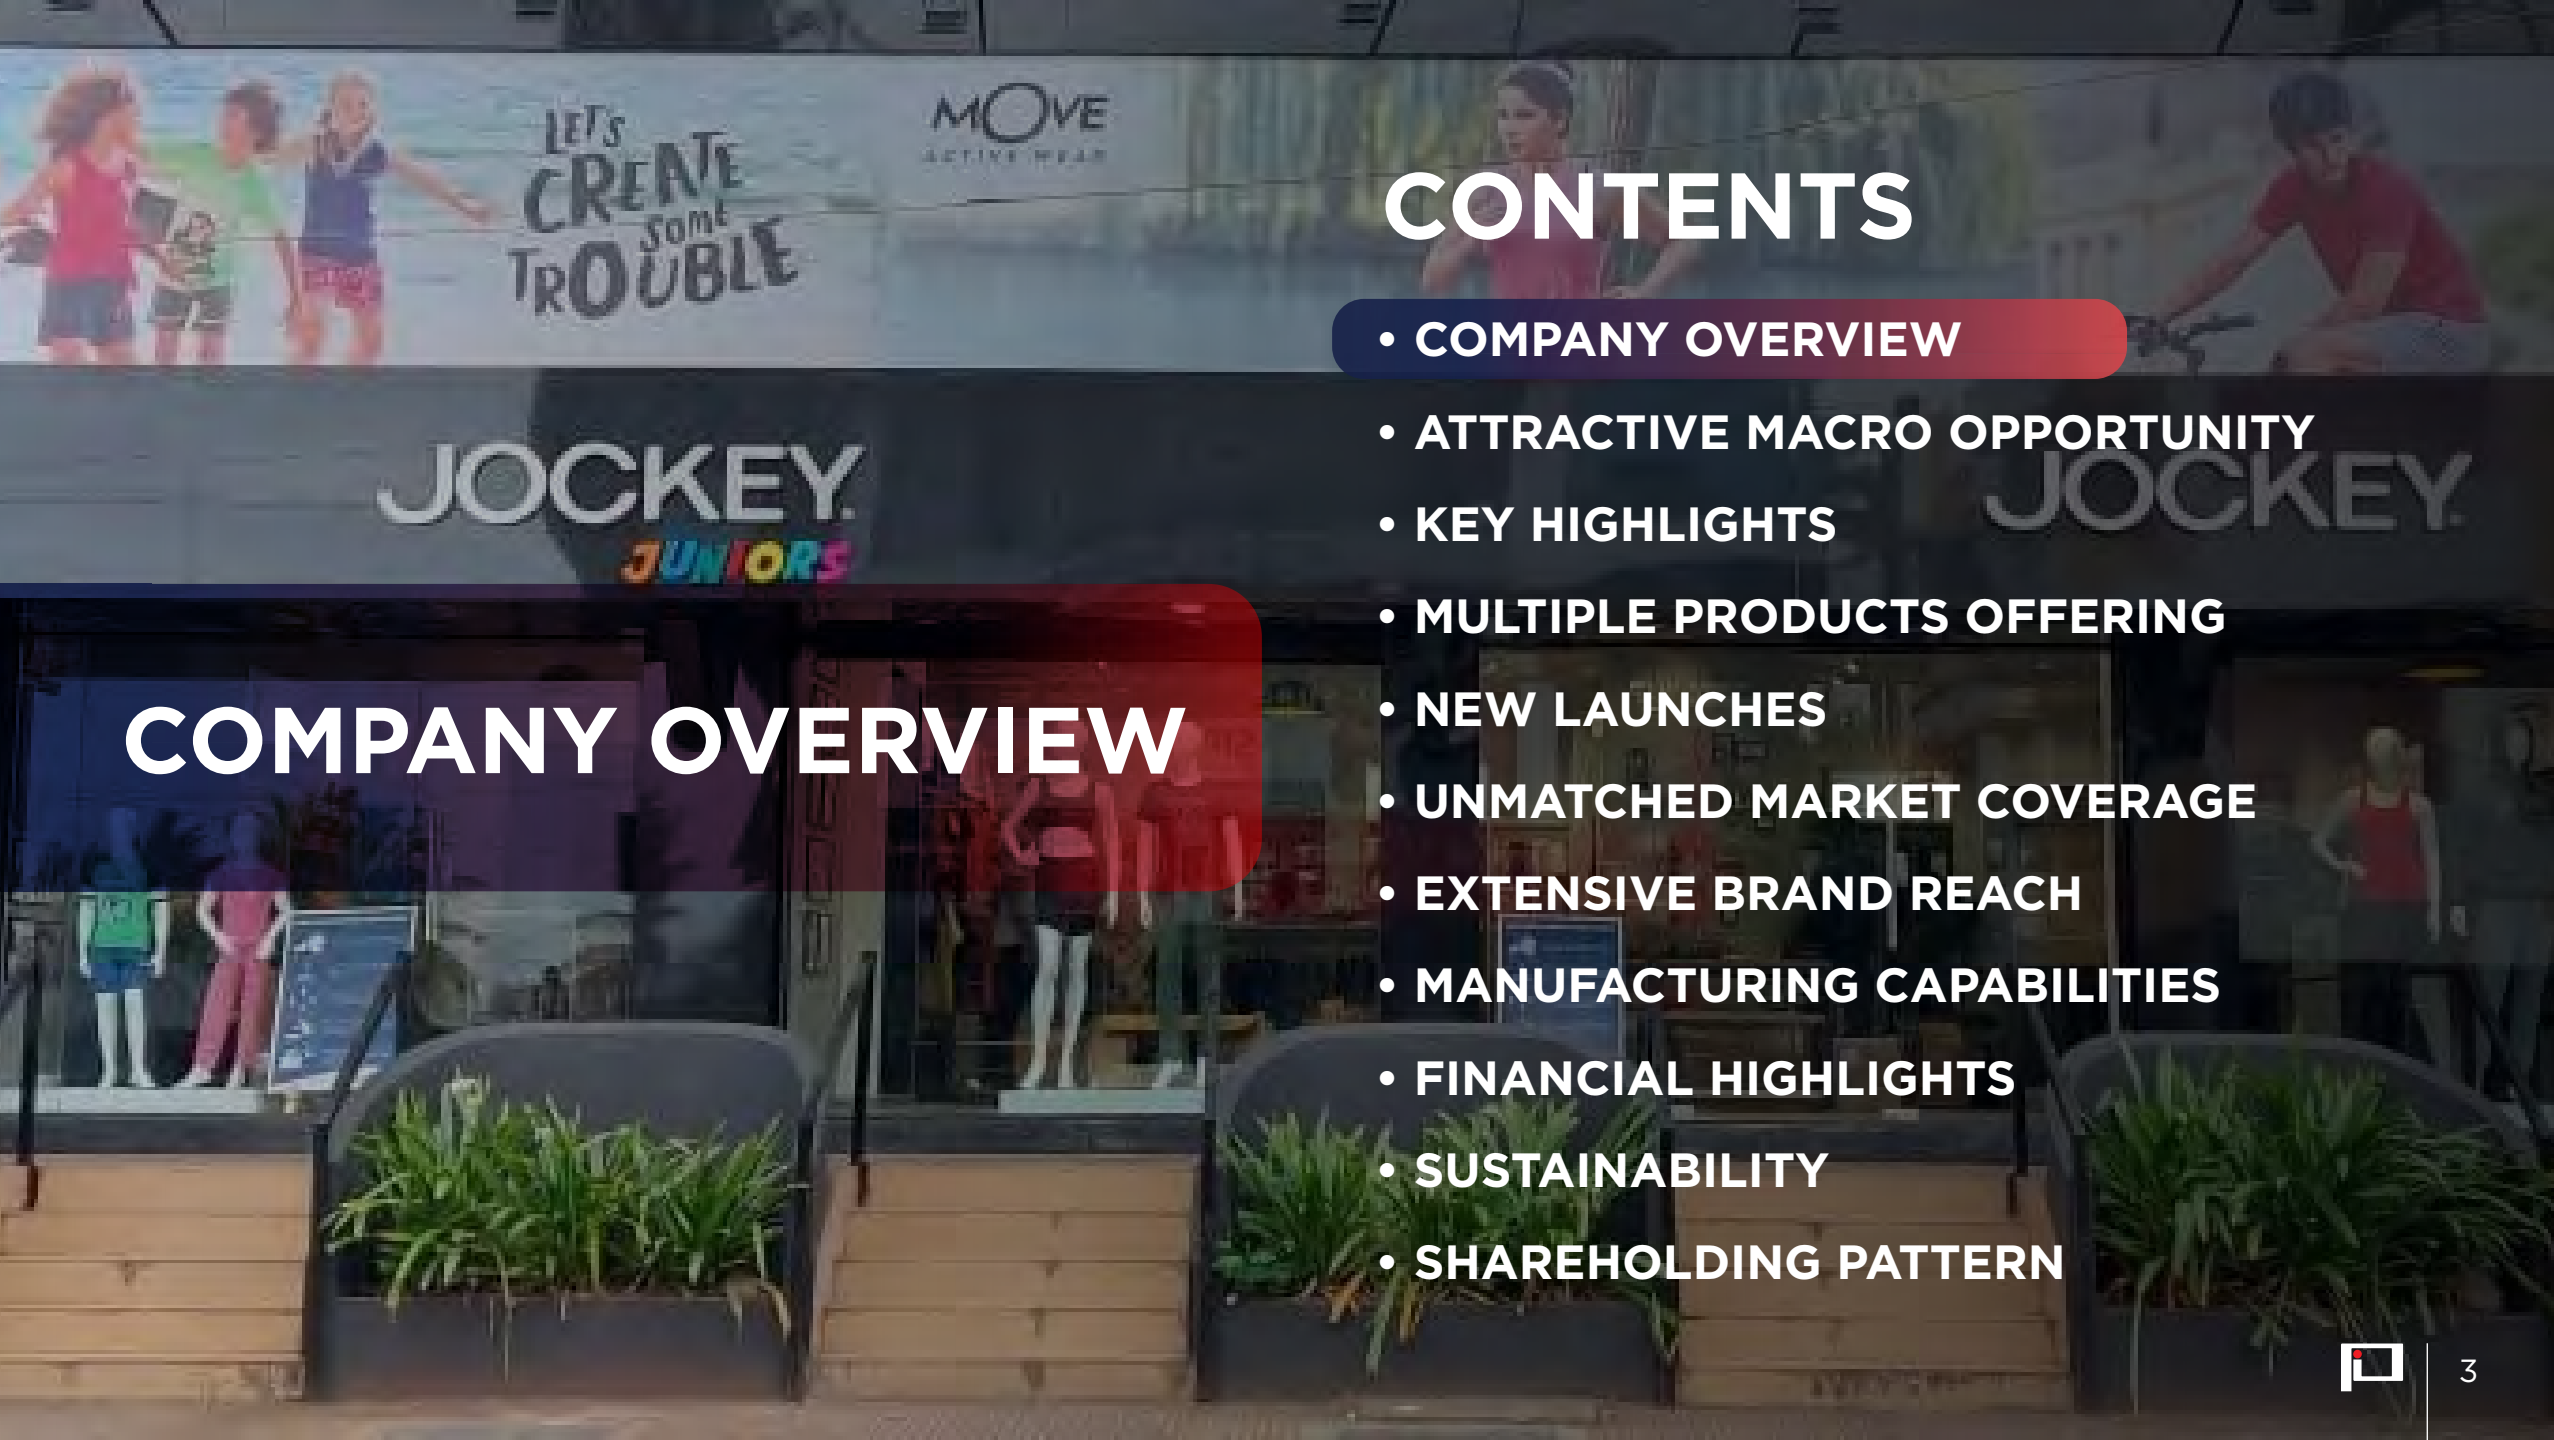 LET'S
CREATE
SOME
TROUBLE
MOVE
ACTIVE WEAR
JOCKEY
JUNIORS
JOCKEY
COMPANY OVERVIEW
CONTENTS
• COMPANY OVERVIEW
• ATTRACTIVE MACRO OPPORTUNITY
• KEY HIGHLIGHTS
• MULTIPLE PRODUCTS OFFERING
• NEW LAUNCHES
• UNMATCHED MARKET COVERAGE
• EXTENSIVE BRAND REACH
• MANUFACTURING CAPABILITIES
• FINANCIAL HIGHLIGHTS
• SUSTAINABILITY
• SHAREHOLDING PATTERN
3